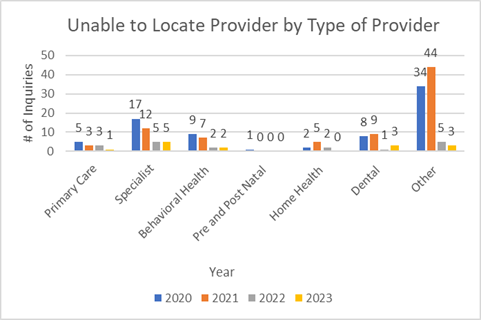 Unable to Locate Provider by Type of Provider
# of Inquiries
50
40
30
20
10
0
5 3 3 1
17 12 5 5
9 7 2 2
1 0 0 0
2 5 2 0
8 9 1 3
34 44 5 3
Primary Care
Specialist
Behavioral Health
Pre and Post Natal
Home Health
Dental
Other
Year
2020 2021 2022 2023